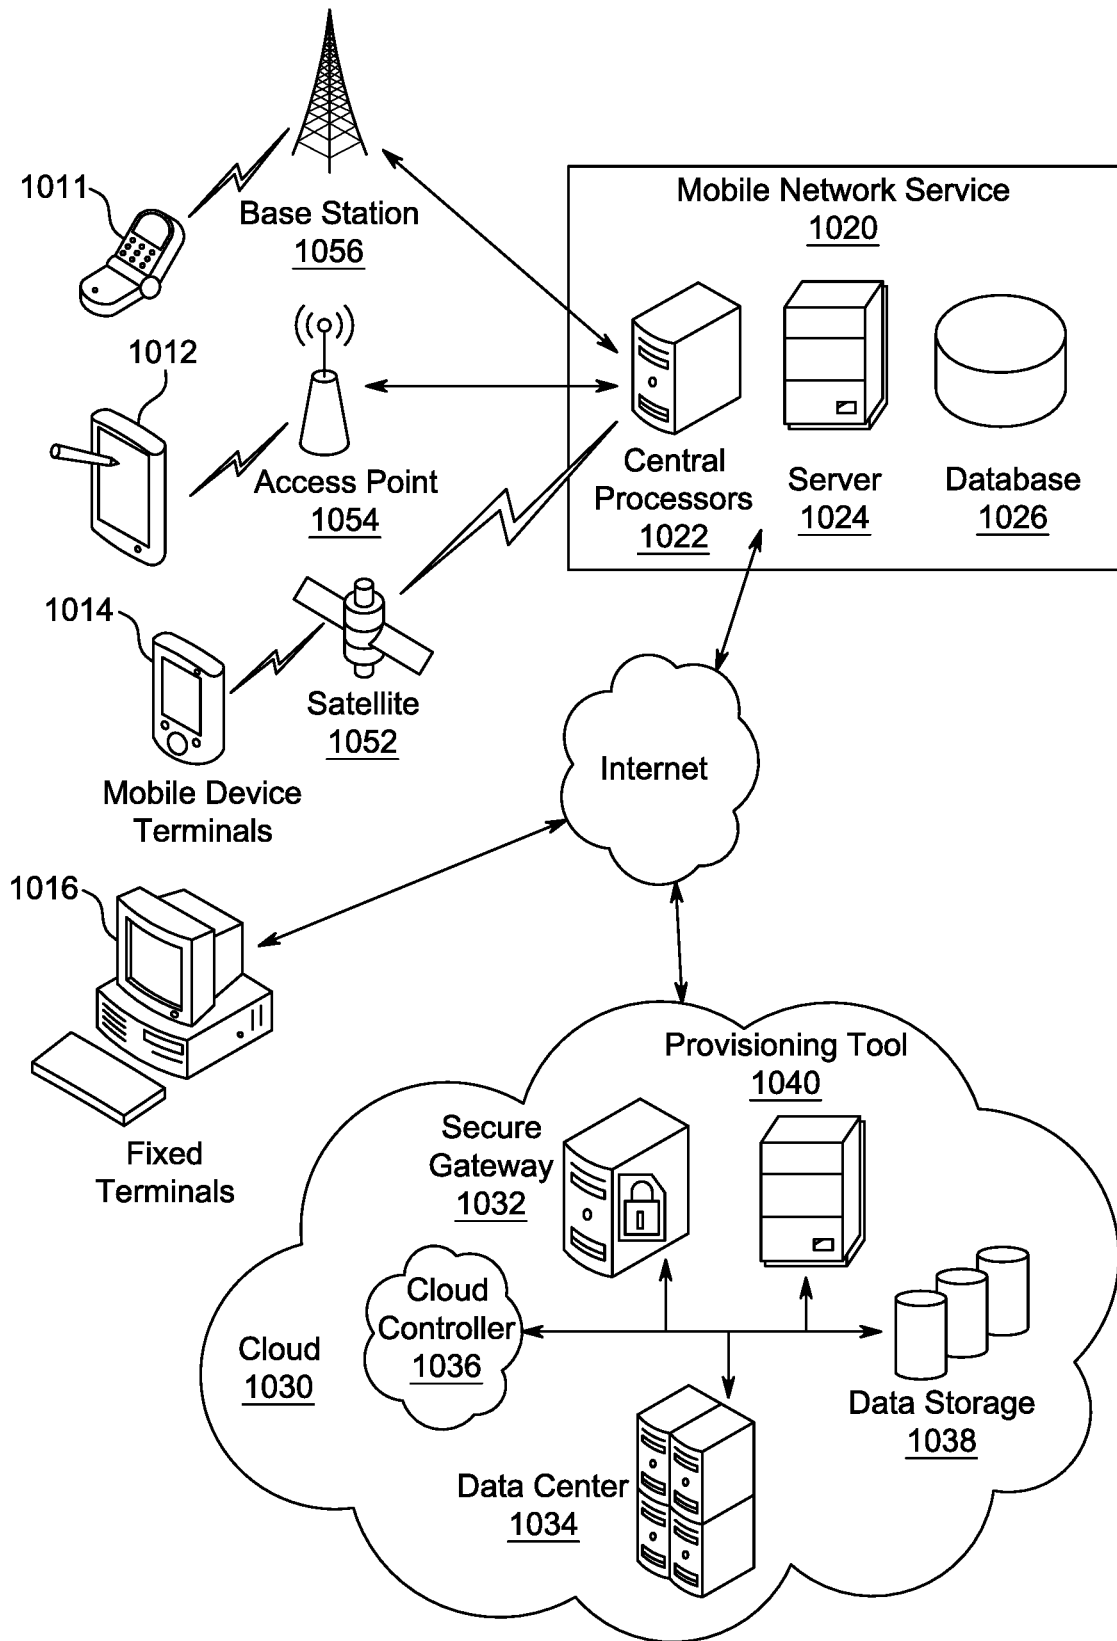 1011
Base Station
1056
Mobile Network Service
1020
1012
Access Point
1054
Central
Processors
1022
Server
1024
Database
1026
1014
Satellite
1052
Mobile Device
Terminals
Internet
1016
Fixed
Terminals
Provisioning Tool
1040
Secure
Gateway
1032
Cloud
Controller
1036
Cloud
1030
Data Storage
1038
Data Center
1034